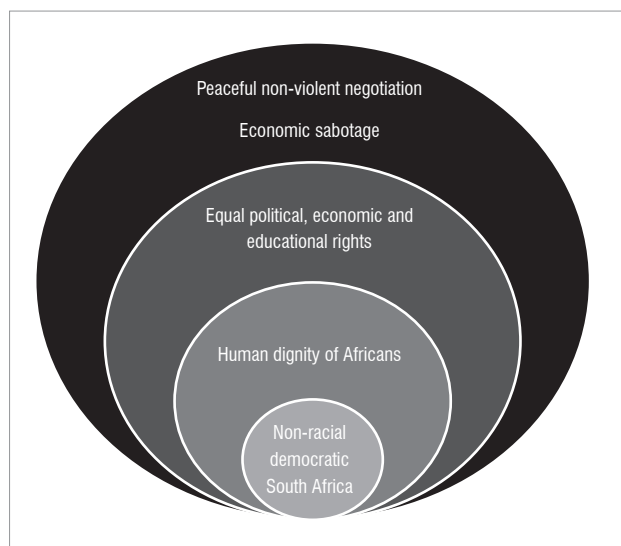 Peaceful non-violent negotiation
Economic sabotage
Equal political, economic and
educational rights
Human dignity of Africans
Non-racial
democratic
South Africa